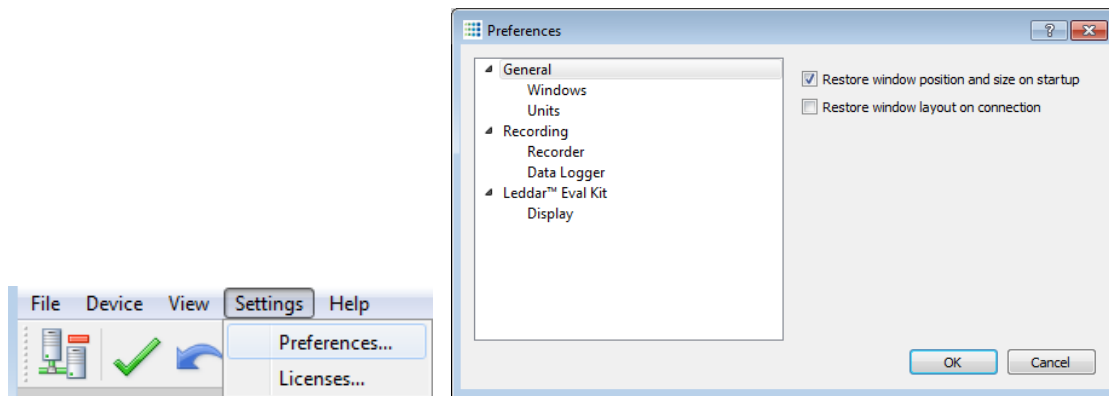 File Device View Settings Help
Preferences...
Licenses...
Preferences
General
Windows
Units
Recording
Recorder
Data Logger
Leddar™ Eval Kit
Display
Restore window position and size on startup
Restore window layout on connection
OK Cancel